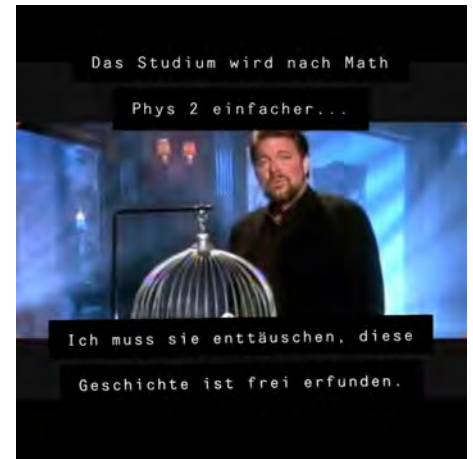 Das Studium wird nach Math
Phys 2 einfacher...
Ich muss sie enttäuschen, diese
Geschichte ist frei erfunden.